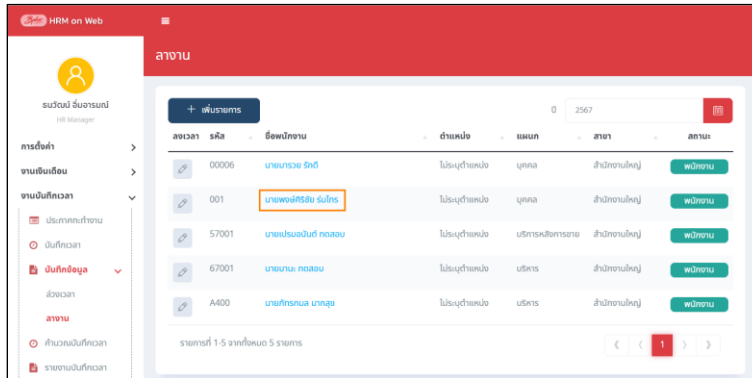 HRM on Web
ธนวัฒน์ อิ่มอารมณ์
HR Manager
การตั้งค่า
งานเงินเดือน
งานบันทึกเวลา
ประกาศกะทำงาน
บันทึกเวลา
บันทึกข้อมูล
ล่วงเวลา
ลางาน
คำนวณบันทึกเวลา
รายงานบันทึกเวลา
ลางาน
+ เพิ่มรายการ
ปี 2567
ลงเวลา รหัส ชื่อพนักงาน ตำแหน่ง แผนก สาขา สถานะ
00006 นายมารวย รักดี ไม่ระบุตำแหน่ง บุคคล สำนักงานใหญ่ พนักงาน
001 นายพงษ์ศิริชัย ร่มไทร ไม่ระบุตำแหน่ง บุคคล สำนักงานใหญ่ พนักงาน
57001 นายเปรมอนันต์ ทดสอบ ไม่ระบุตำแหน่ง บริการหลังการขาย สำนักงานใหญ่ พนักงาน
67001 นายมานะ ทดสอบ ไม่ระบุตำแหน่ง บริหาร สำนักงานใหญ่ พนักงาน
A400 นายภัทรกมล มากสุข ไม่ระบุตำแหน่ง บริหาร สำนักงานใหญ่ พนักงาน
รายการที่ 1-5 จากทั้งหมด 5 รายการ
1